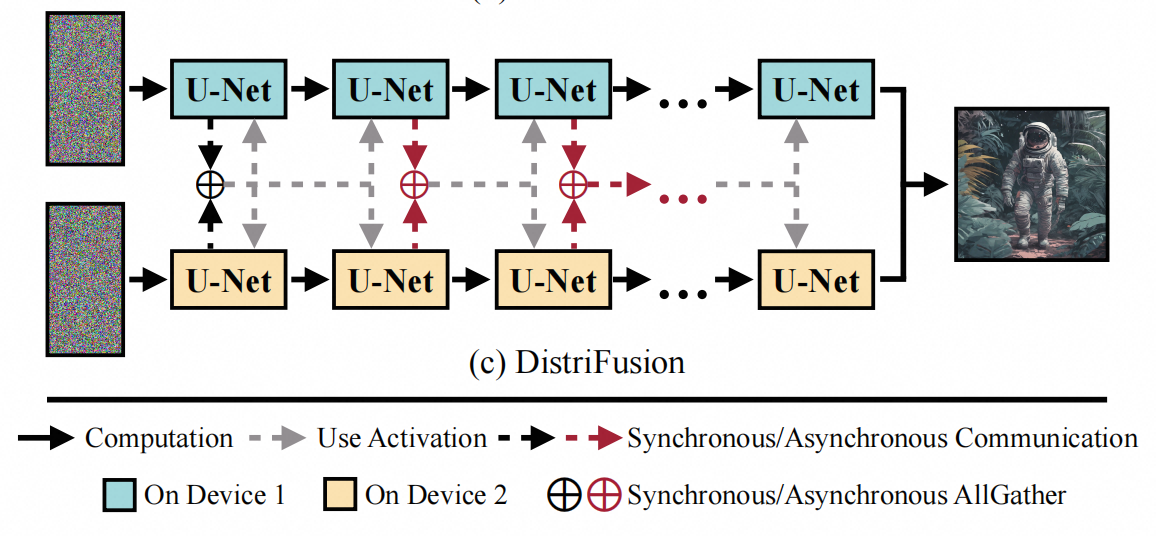 U-Net U-Net U-Net ... U-Net
...
U-Net U-Net U-Net ... U-Net
(c) DistriFusion
Computation Use Activation Synchronous/Asynchronous Communication
On Device 1 On Device 2 Synchronous/Asynchronous AllGather